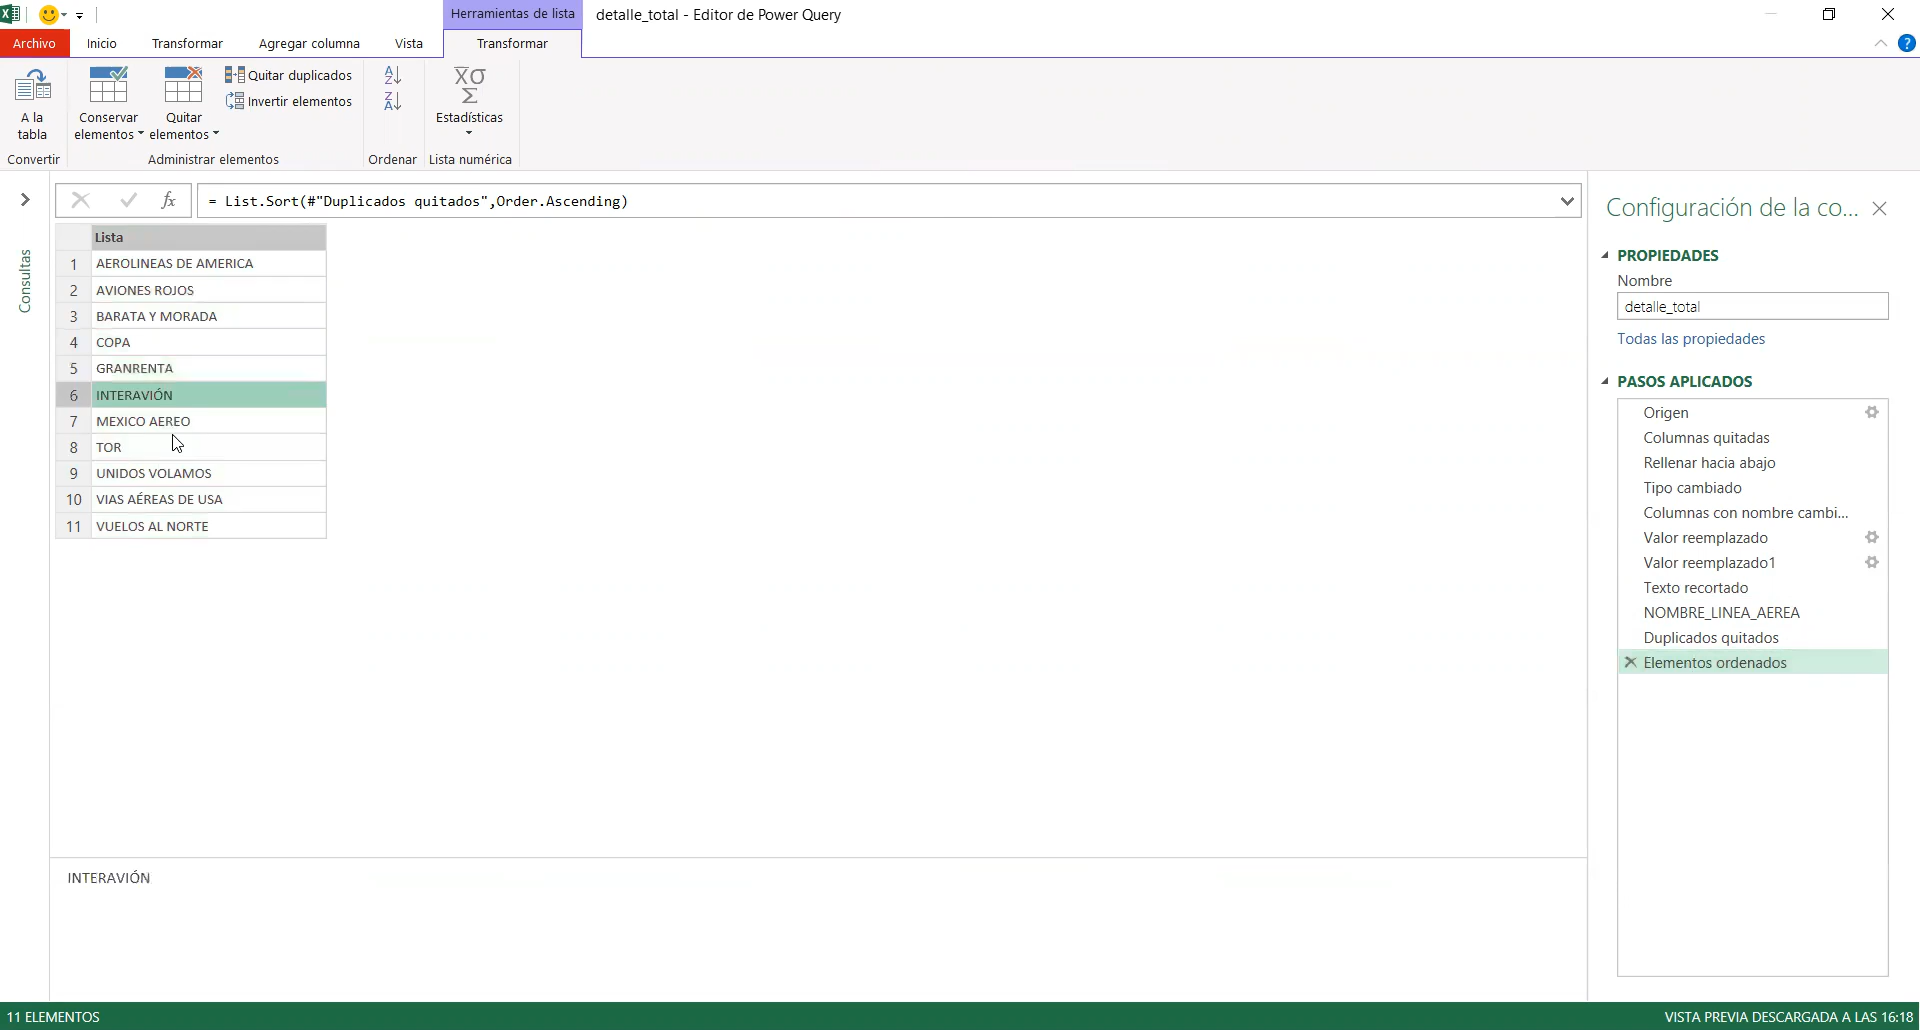 Herramientas de lista
detalle_total - Editor de Power Query
Archivo
Inicio
Transformar
Agregar columna
Vista
Transformar
A la
tabla
Conservar
elementos
Quitar
elementos
Quitar duplicados
Invertir elementos
A
Z
Z
A
XσΣ
Estadísticas
Convertir
Administrar elementos
Ordenar
Lista numérica
fx
= List.Sort(#"Duplicados quitados",Order.Ascending)
Consultas
Lista
1 AEROLINEAS DE AMERICA
2 AVIONES ROJOS
3 BARATA Y MORADA
4 COPA
5 GRANRENTA
6 INTERAVIÓN
7 MEXICO AEREO
8 TOR
9 UNIDOS VOLAMOS
10 VIAS AÉREAS DE USA
11 VUELOS AL NORTE
INTERAVIÓN
Configuración de la co...
PROPIEDADES
Nombre
detalle_total
Todas las propiedades
PASOS APLICADOS
Origen
Columnas quitadas
Rellenar hacia abajo
Tipo cambiado
Columnas con nombre cambi...
Valor reemplazado
Valor reemplazado1
Texto recortado
NOMBRE_LINEA_AEREA
Duplicados quitados
Elementos ordenados
11 ELEMENTOS
VISTA PREVIA DESCARGADA A LAS 16:18